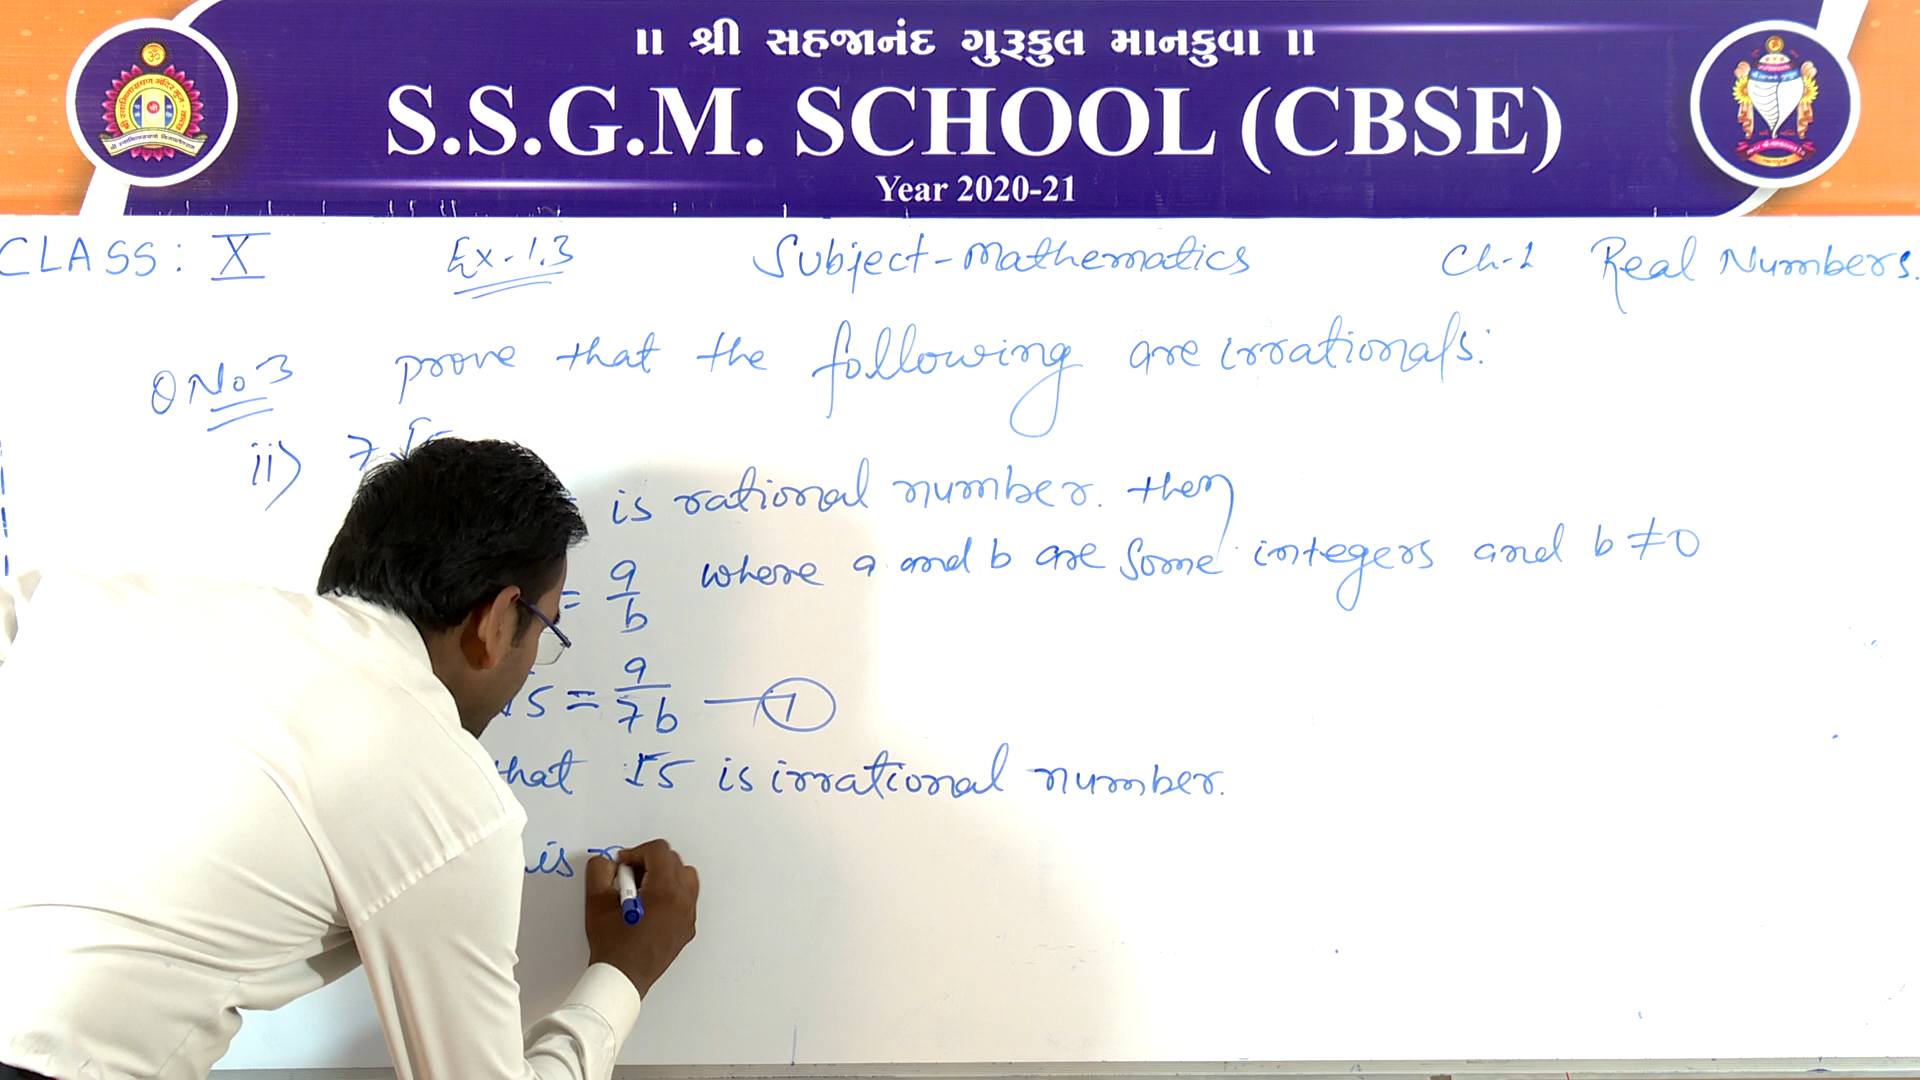 ॥ શ્રી સહજાનંદ ગુરૂકુલ માનકુવા ॥
S.S.G.M. SCHOOL (CBSE)
Year 2020-21
CLASS: X Ex-1.3 Subject-Mathematics Ch-1 Real Numbers.
Q No 3 prove that the following are irrationals:
ii) 7√5
is rational number. then
= a/b where a and b are some integers and b≠0
√5 = a/7b — 1
that √5 is irrational number.
is